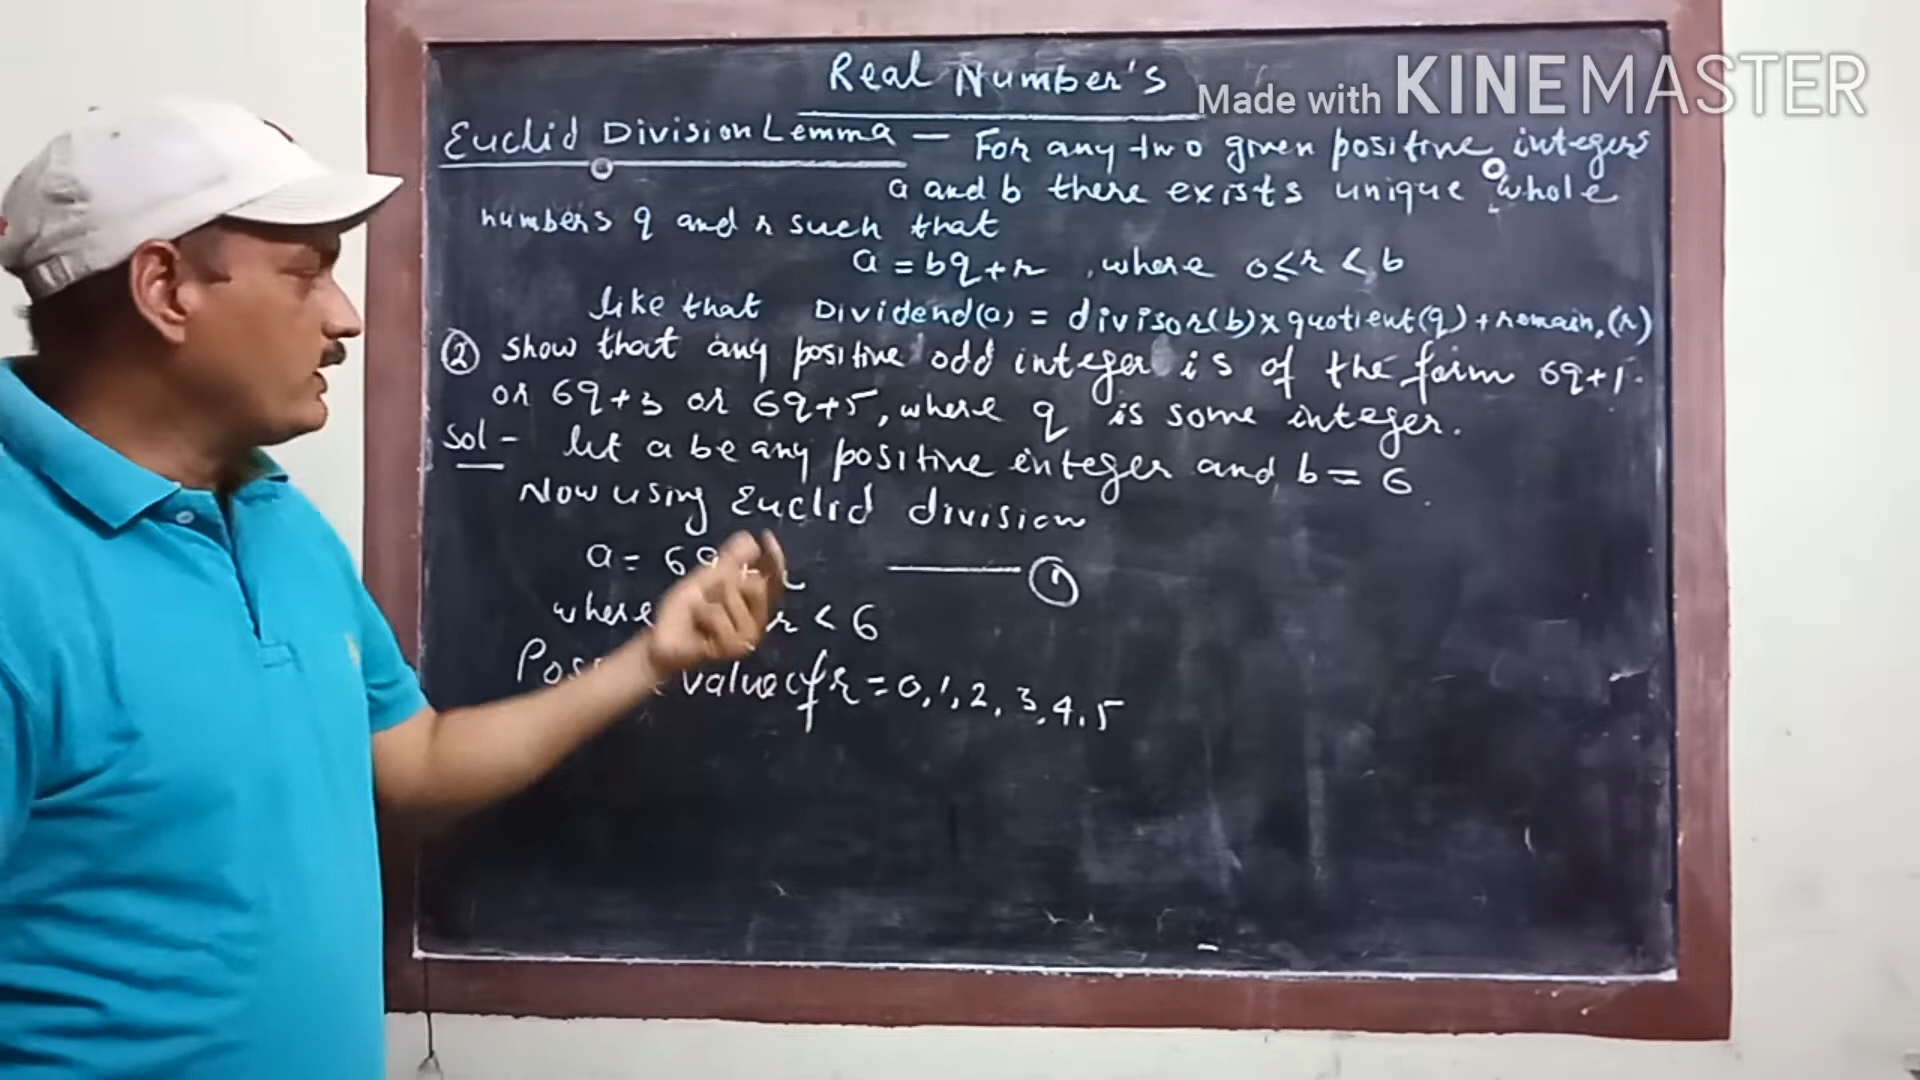 Real Number's
Made with KINEMASTER
Euclid Division Lemma - For any two given positive integers
a and b there exists unique whole
numbers q and r such that
a = bq + r , where 0 ≤ r < b
like that Dividend(a) = divisor(b) x quotient(q) + remain.(r)
② Show that any positive odd integer is of the form 6q+1.
or 6q+3 or 6q+5, where q is some integer.
Sol - let a be any positive integer and b = 6
Now using Euclid division
a = 6q + r ——— ①
where r < 6
value of r = 0, 1, 2, 3, 4, 5